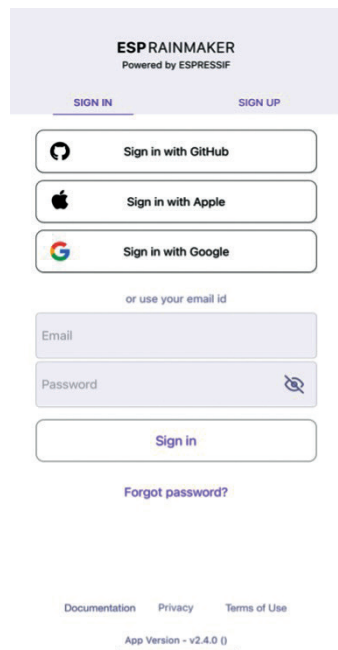 ESPRAINMAKER
Powered by ESPRESSIF
SIGN IN SIGN UP
Sign in with GitHub
Sign in with Apple
Sign in with Google
or use your email id
Email
Password
Sign in
Forgot password?
Documentation Privacy Terms of Use
App Version - v2.4.0 ()